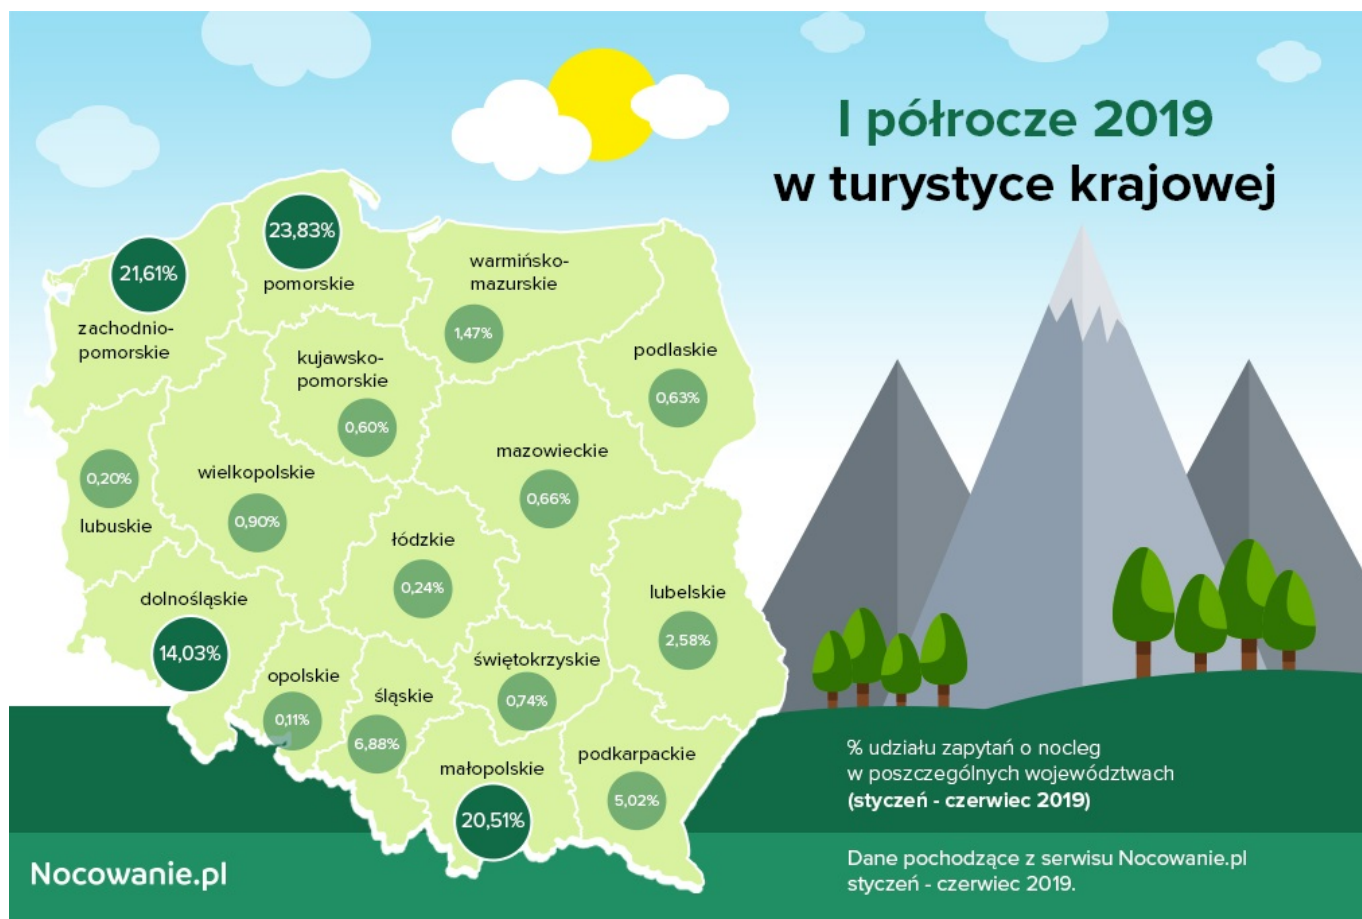 I półrocze 2019
w turystyce krajowej
23,83%
pomorskie
21,61%
zachodnio-
pomorskie
warmińsko-
mazurskie
1,47%
podlaskie
0,63%
kujawsko-
pomorskie
0,60%
mazowieckie
0,66%
wielkopolskie
0,90%
0,20%
lubuskie
łódzkie
0,24%
dolnośląskie
14,03%
lubelskie
2,58%
opolskie
0,11%
śląskie
6,88%
świętokrzyskie
0,74%
małopolskie
20,51%
podkarpackie
5,02%
% udziału zapytań o nocleg
w poszczególnych województwach
(styczeń - czerwiec 2019)
Dane pochodzące z serwisu Nocowanie.pl
styczeń - czerwiec 2019.
Nocowanie.pl